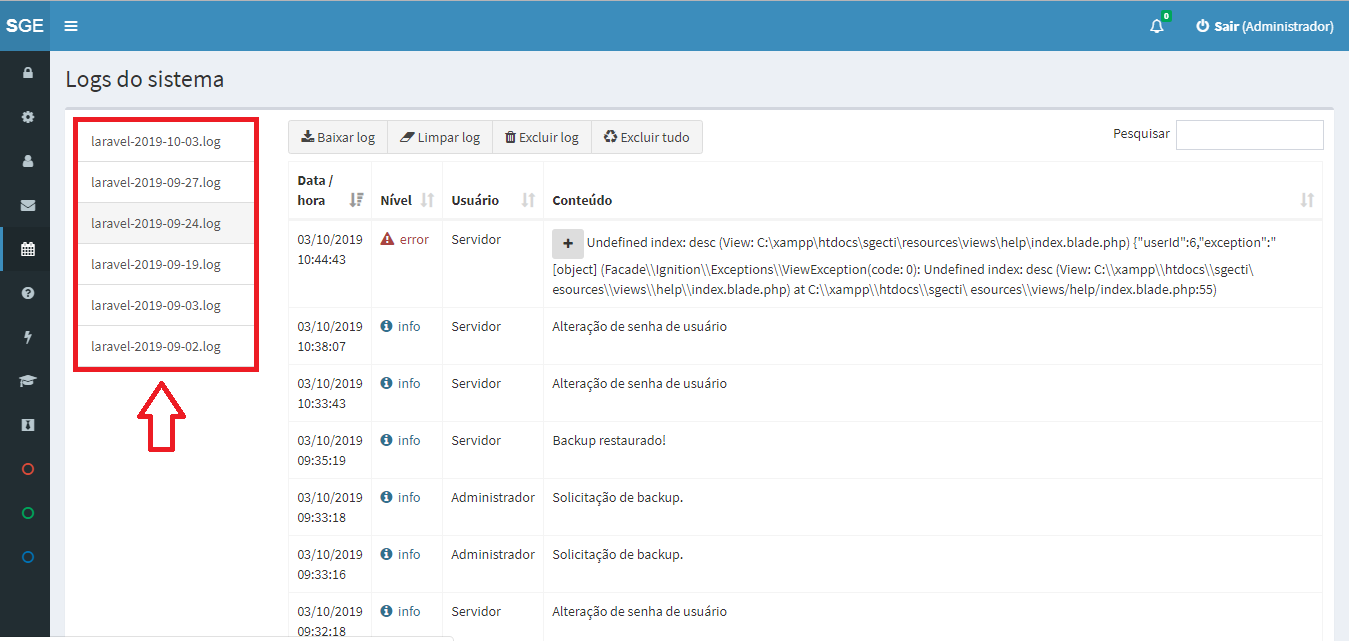 SGE
0
Sair (Administrador)
Logs do sistema
laravel-2019-10-03.log
laravel-2019-09-27.log
laravel-2019-09-24.log
laravel-2019-09-19.log
laravel-2019-09-03.log
laravel-2019-09-02.log
Baixar log Limpar log Excluir log Excluir tudo
Pesquisar
Data /
hora Nível Usuário Conteúdo
03/10/2019 error Servidor Undefined index: desc (View: C:\xampp\htdocs\sgecti\resources\views\help\index.blade.php) {"userId":6,"exception":"
10:44:43 [object] (Facade\\Ignition\\Exceptions\\ViewException(code: 0): Undefined index: desc (View: C:\\xampp\\htdocs\\sgecti\
esources\\views\\help\\index.blade.php) at C:\\xampp\\htdocs\\sgecti\ esources\\views/help/index.blade.php:55)
03/10/2019 info Servidor Alteração de senha de usuário
10:38:07
03/10/2019 info Servidor Alteração de senha de usuário
10:33:43
03/10/2019 info Servidor Backup restaurado!
09:35:19
03/10/2019 info Administrador Solicitação de backup.
09:33:18
03/10/2019 info Administrador Solicitação de backup.
09:33:16
03/10/2019 info Servidor Alteração de senha de usuário
09:32:18